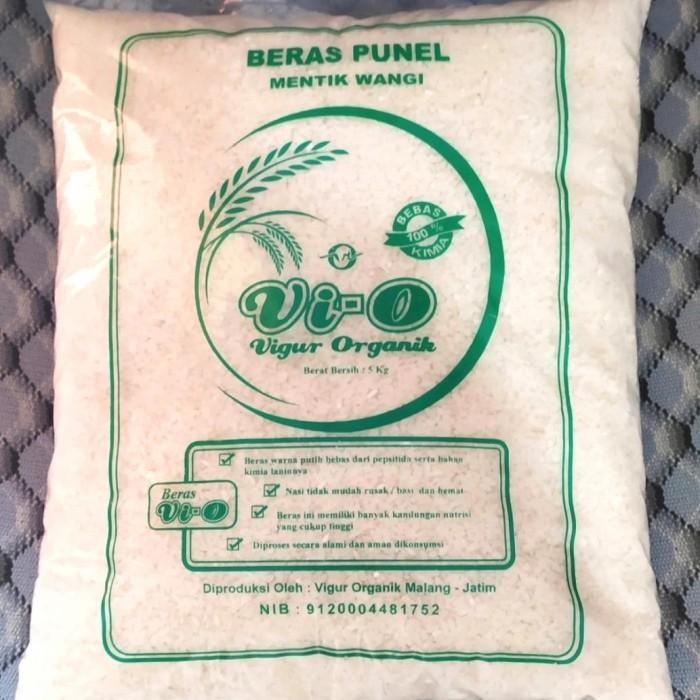 BERAS PUNEL
MENTIK WANGI
BEBAS
100 %
KIMIA
Vi-O
Vigur Organik
Berat Bersih : 5 Kg
Beras warna putih bebas dari pepsitida serta bahan
kimia lainnya
Nasi tidak mudah rusak / basi dan hemat
Beras ini memiliki banyak kandungan nutrisi
yang cukup tinggi
Diproses secara alami dan aman dikonsumsi
Beras
Vi-O
Diproduksi Oleh : Vigur Organik Malang - Jatim
NIB : 9120004481752